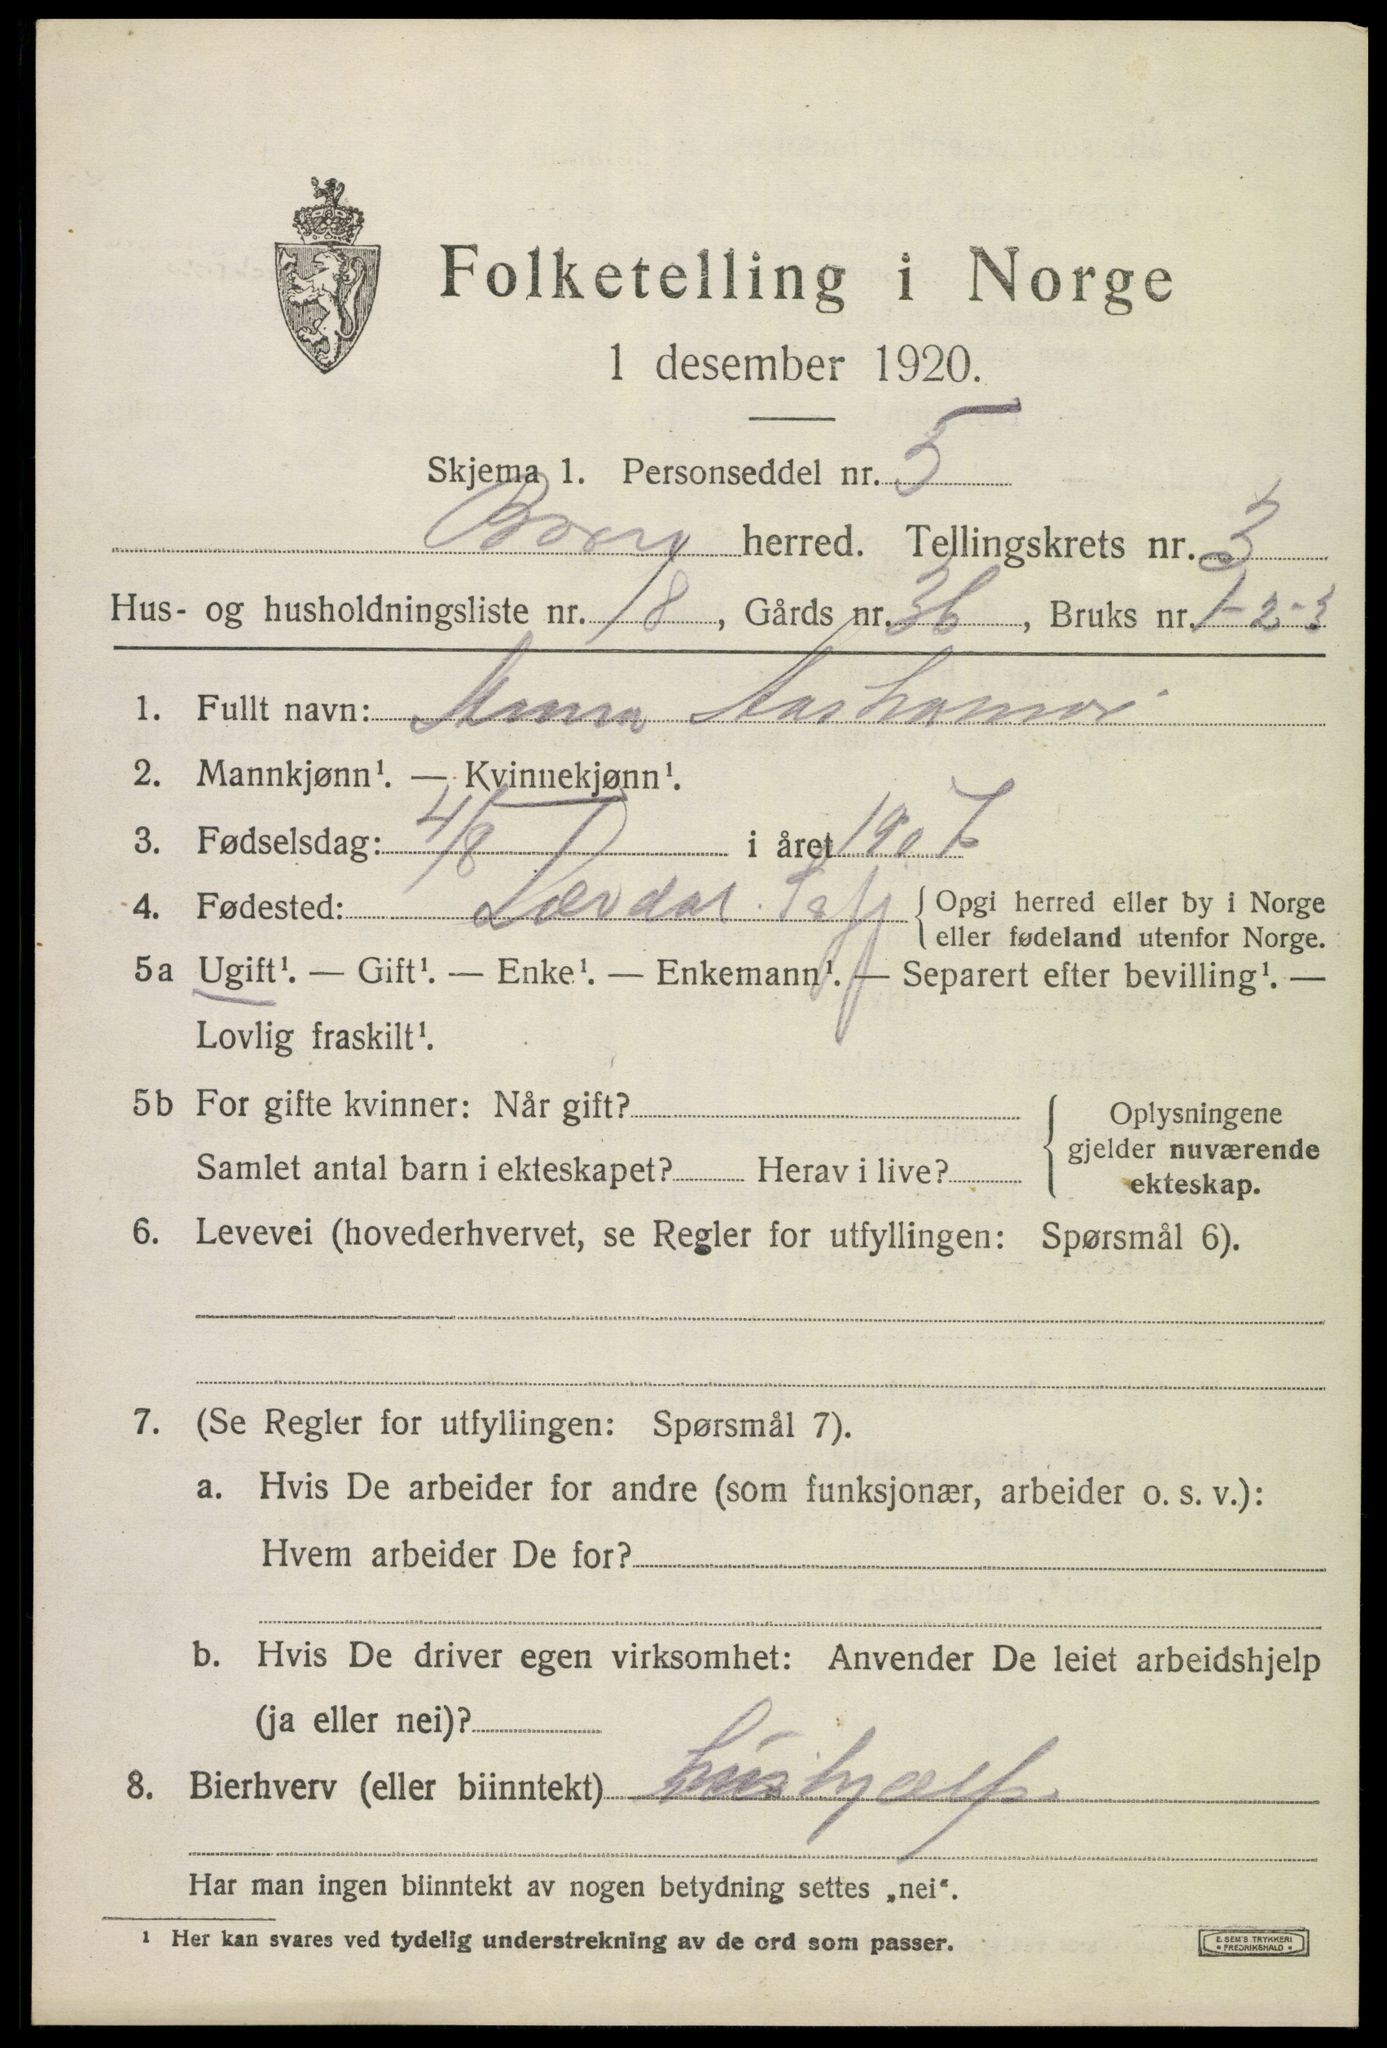 Folketelling i Norge
1 desember 1920.
Skjema 1. Personseddel nr. 5
Borg herred. Tellingskrets nr. 3
Hus- og husholdningsliste nr. 18, Gårds nr. 36, Bruks nr. 1-2-3
1. Fullt navn:
2. Mannkjønn¹. — Kvinnekjønn¹.
3. Fødselsdag: 4/8 i året 1907
4. Fødested: Lærdal { Opgi herred eller by i Norge
eller fødeland utenfor Norge.
5a Ugift¹. — Gift¹. — Enke¹. — Enkemann¹. — Separert efter bevilling¹. —
Lovlig fraskilt¹.
5b For gifte kvinner: Når gift?
Samlet antal barn i ekteskapet? Herav i live?
{ Oplysningene
gjelder nuværende
ekteskap.
6. Levevei (hovederhvervet, se Regler for utfyllingen: Spørsmål 6).
7. (Se Regler for utfyllingen: Spørsmål 7).
a. Hvis De arbeider for andre (som funksjonær, arbeider o. s. v.):
Hvem arbeider De for?
b. Hvis De driver egen virksomhet: Anvender De leiet arbeidshjelp
(ja eller nei)?
8. Bierhverv (eller biinntekt) hushjælp.
Har man ingen biinntekt av nogen betydning settes „nei“.
¹ Her kan svares ved tydelig understrekning av de ord som passer.
E. SEM'S TRYKKERI
• FREDRIKSHALD •